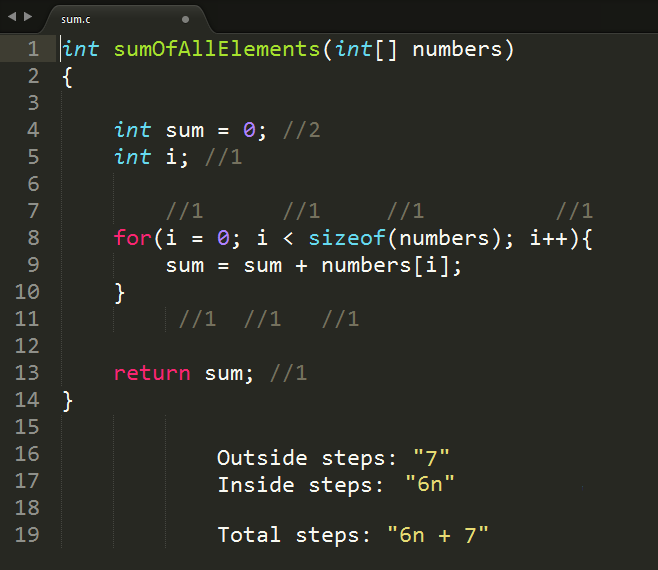 sum.c
1 int sumOfAllElements(int[] numbers)
2 {
3
4 int sum = 0; //2
5 int i; //1
6
7 //1 //1 //1 //1
8 for(i = 0; i < sizeof(numbers); i++){
9 sum = sum + numbers[i];
10 }
11 //1 //1 //1
12
13 return sum; //1
14 }
15
16 Outside steps: "7"
17 Inside steps: "6n"
18
19 Total steps: "6n + 7"